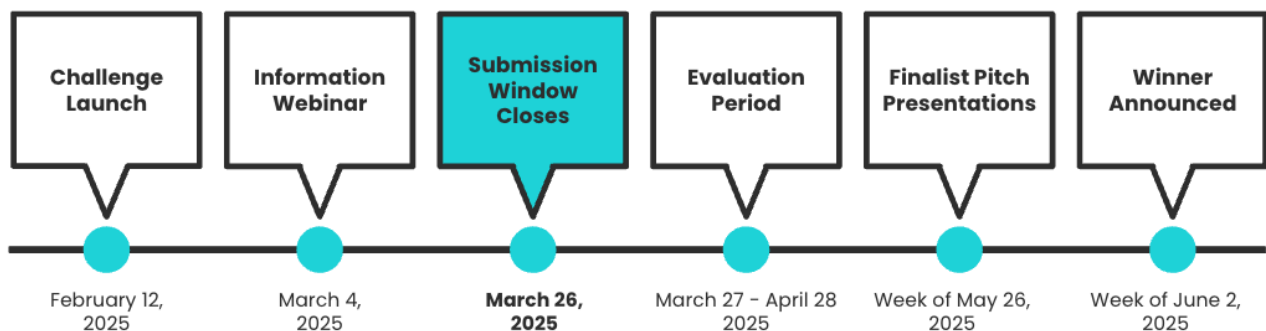 Challenge
Launch
Information
Webinar
Submission
Window
Closes
Evaluation
Period
Finalist Pitch
Presentations
Winner
Announced
February 12,
2025
March 4,
2025
March 26,
2025
March 27 - April 28
2025
Week of May 26,
2025
Week of June 2,
2025